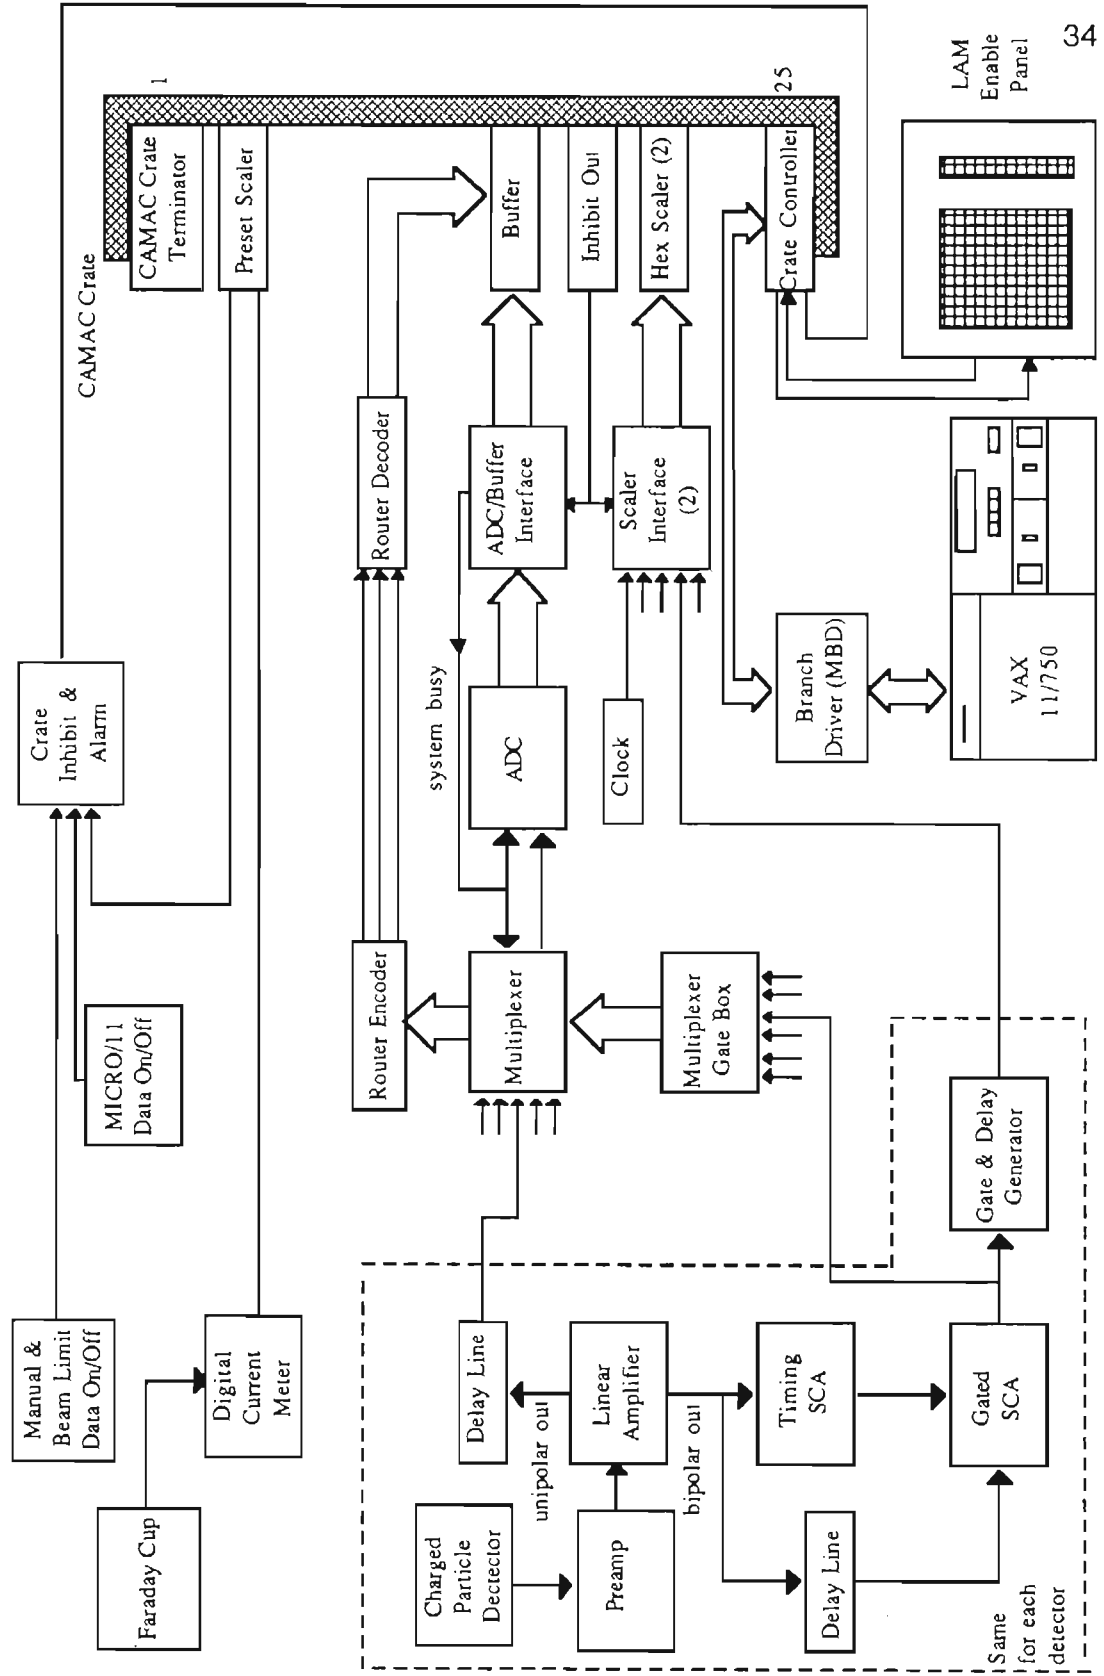 34
CAMAC Crate
1
25
CAMAC Crate
Terminator
Preset Scaler
Buffer
Inhibit Out
Hex Scaler (2)
Crate Controller
LAM
Enable
Panel
Crate
Inhibit &
Alarm
Router Decoder
ADC/Buffer
Interface
Scaler
Interface
(2)
system busy
ADC
Clock
Branch
Driver (MBD)
VAX
11/750
MICRO/11
Data On/Off
Router Encoder
Multiplexer
Multiplexer
Gate Box
Gate & Delay
Generator
Manual &
Beam Limit
Data On/Off
Digital
Current
Meter
Faraday Cup
Delay Line
unipolar out
Linear
Amplifier
bipolar out
Timing
SCA
Gated
SCA
Charged
Particle
Dectector
Preamp
Delay Line
Same
for each
detector